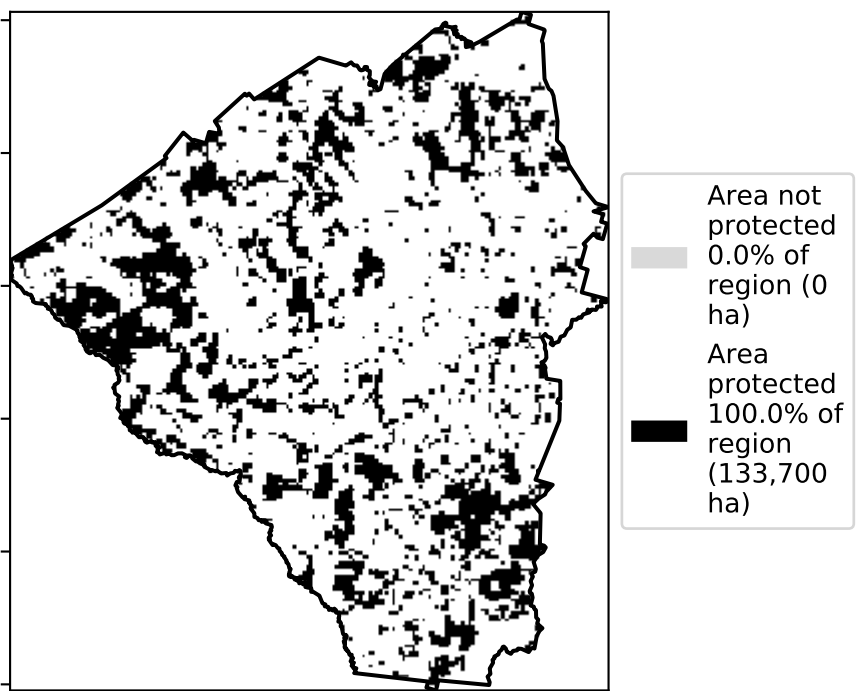 Area not
protected
0.0% of
region (0
ha)
Area
protected
100.0% of
region
(133,700
ha)